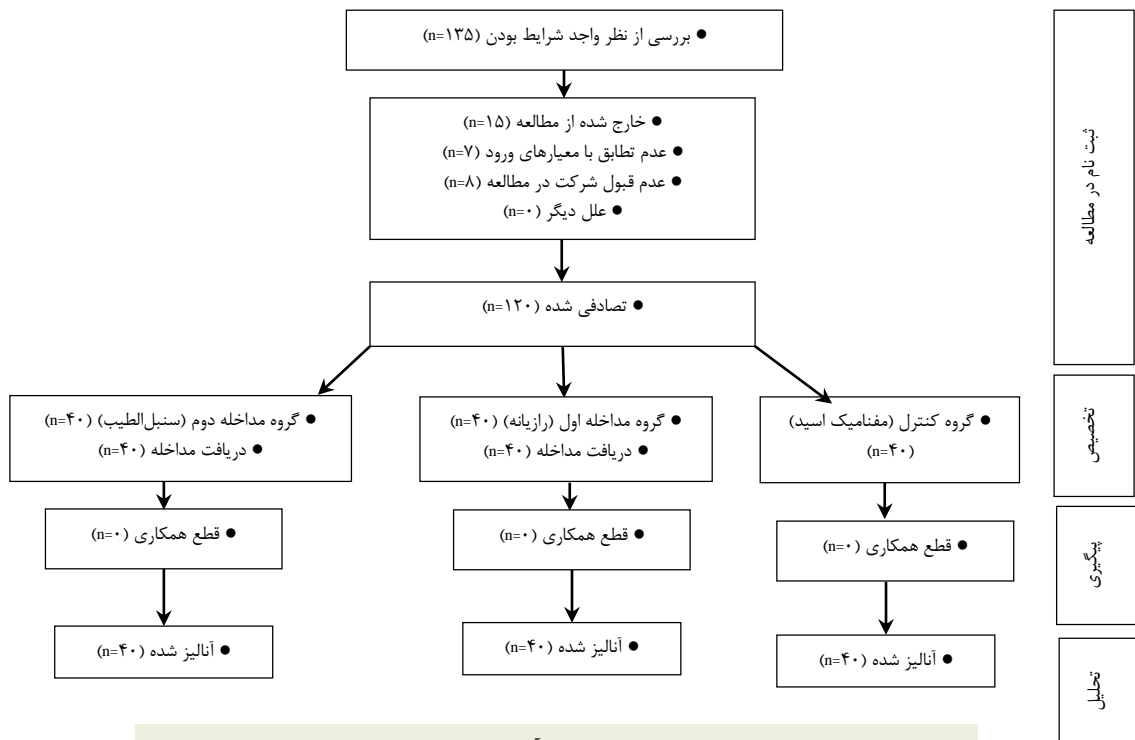 بررسی از نظر واجد شرایط بودن (n=۱۳۵)
خارج شده از مطالعه (n=۱۵)
عدم تطابق با معیارهای ورود (n=۷)
عدم قبول شرکت در مطالعه (n=۸)
علل دیگر (n=۰)
تصادفی شده (n=۱۲۰)
ثبت نام در مطالعه
گروه کنترل (مفنامیک اسید)
(n=۴۰)
گروه مداخله اول (رازیانه) (n=۴۰)
دریافت مداخله (n=۴۰)
گروه مداخله دوم (سنبل‌الطیب) (n=۴۰)
دریافت مداخله (n=۴۰)
تخصیص
قطع همکاری (n=۰)
قطع همکاری (n=۰)
قطع همکاری (n=۰)
پیگیری
آنالیز شده (n=۴۰)
آنالیز شده (n=۴۰)
آنالیز شده (n=۴۰)
تحلیل